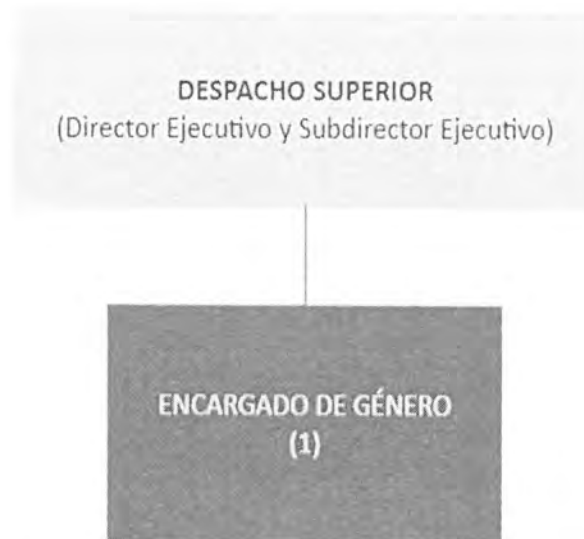 DESPACHO SUPERIOR
(Director Ejecutivo y Subdirector Ejecutivo)
ENCARGADO DE GÉNERO
(1)